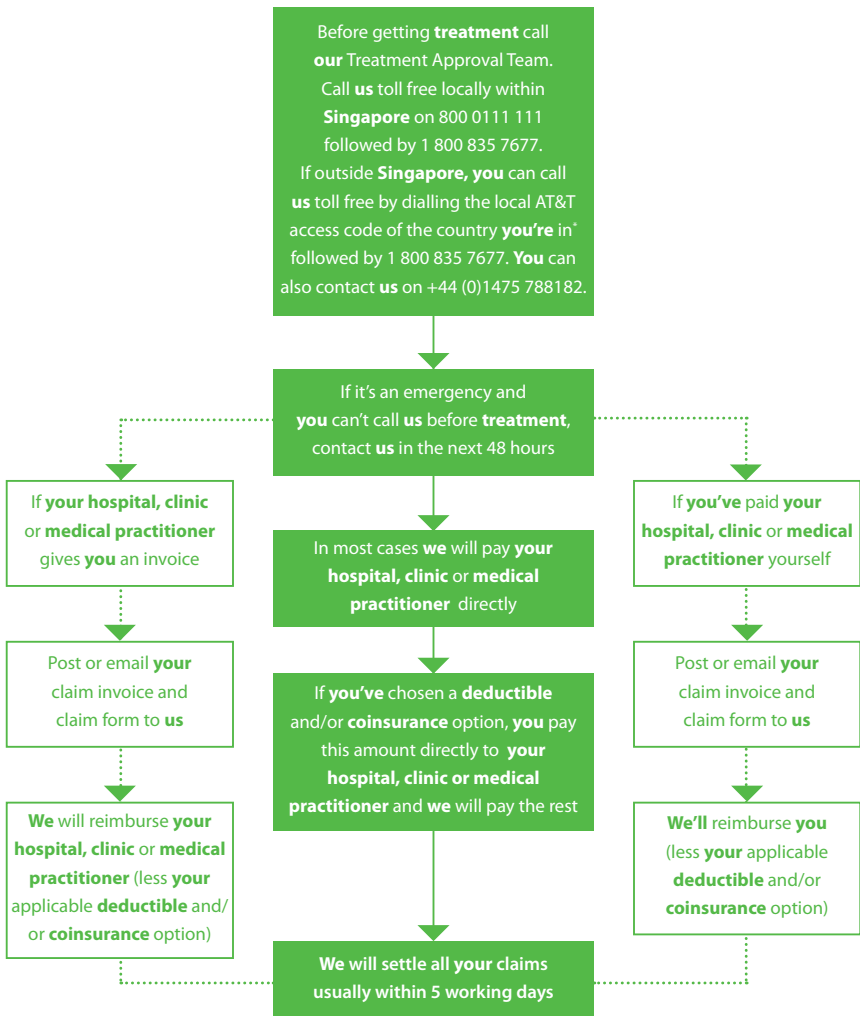 Before getting treatment call
our Treatment Approval Team.
Call us toll free locally within
Singapore on 800 0111 111
followed by 1 800 835 7677.
If outside Singapore, you can call
us toll free by dialling the local AT&T
access code of the country you're in*
followed by 1 800 835 7677. You can
also contact us on +44 (0)1475 788182.
If it's an emergency and
you can't call us before treatment,
contact us in the next 48 hours
If your hospital, clinic
or medical practitioner
gives you an invoice
Post or email your
claim invoice and
claim form to us
We will reimburse your
hospital, clinic or medical
practitioner (less your
applicable deductible and/
or coinsurance option)
In most cases we will pay your
hospital, clinic or medical
practitioner directly
If you've chosen a deductible
and/or coinsurance option, you pay
this amount directly to your
hospital, clinic or medical
practitioner and we will pay the rest
If you've paid your
hospital, clinic or medical
practitioner yourself
Post or email your
claim invoice and
claim form to us
We'll reimburse you
(less your applicable
deductible and/or
coinsurance option)
We will settle all your claims
usually within 5 working days